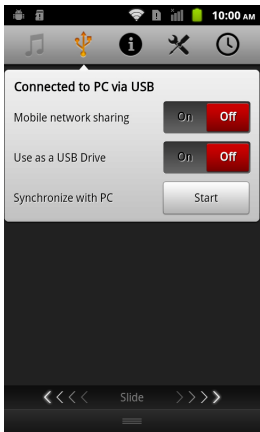 10:00 AM
Connected to PC via USB
Mobile network sharing
On Off
Use as a USB Drive
On Off
Synchronize with PC
Start
Slide